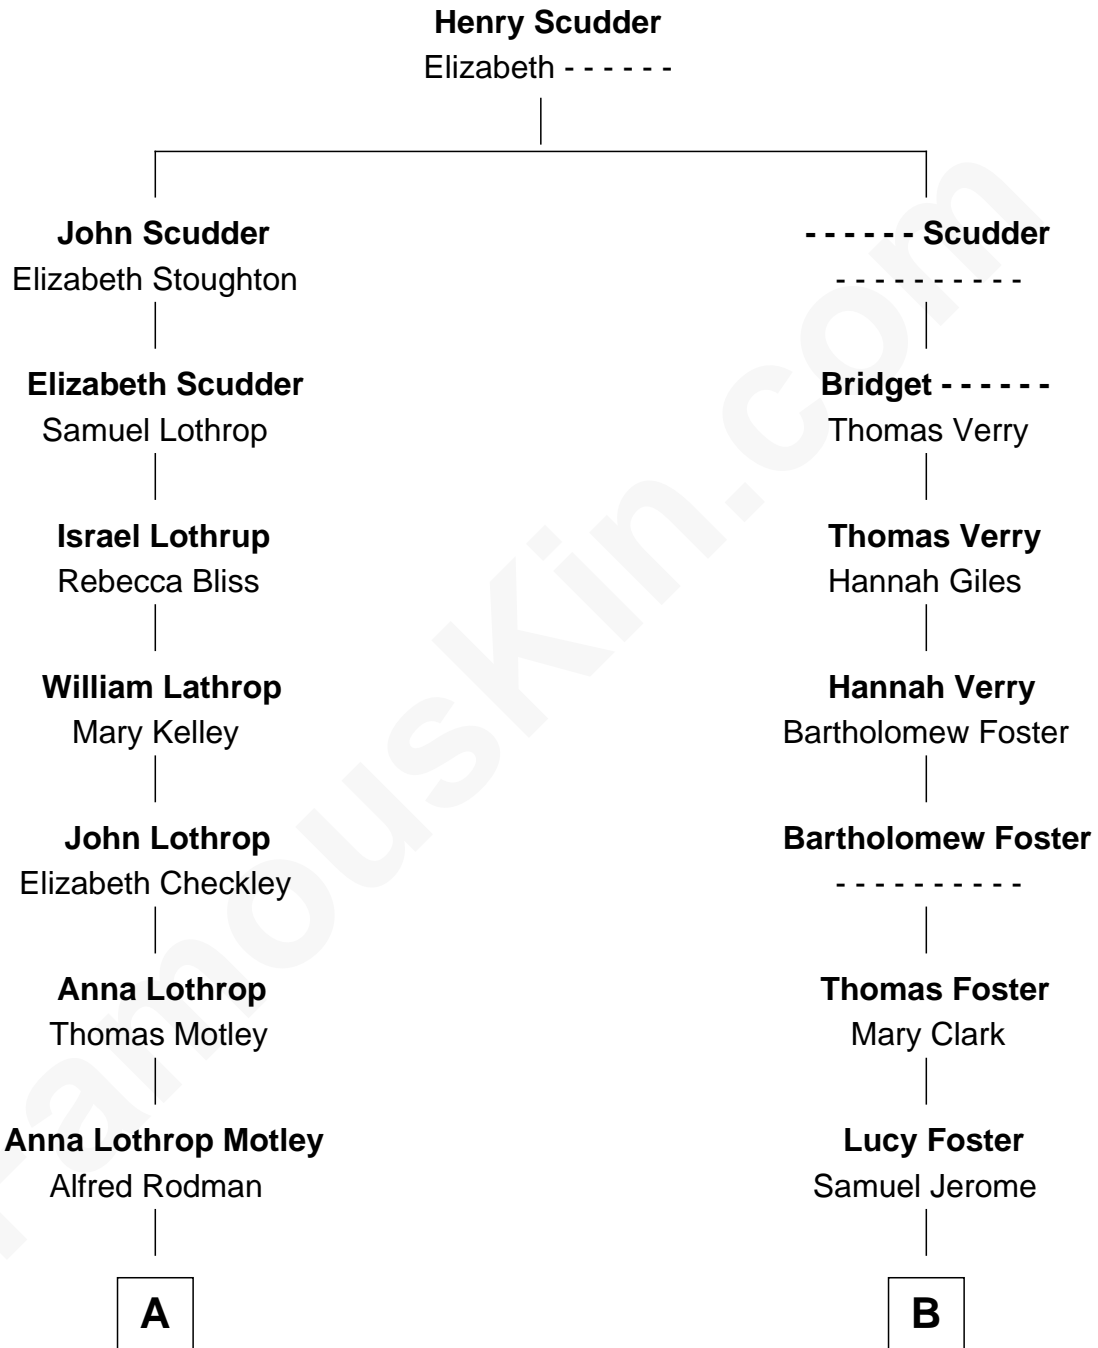 Henry Scudder
Elizabeth - - - - - -
John Scudder
Elizabeth Stoughton
- - - - - - Scudder
- - - - - - - - - -
Elizabeth Scudder
Samuel Lothrop
Bridget - - - - - -
Thomas Verry
Israel Lothrup
Rebecca Bliss
Thomas Verry
Hannah Giles
William Lathrop
Mary Kelley
Hannah Verry
Bartholomew Foster
John Lothrop
Elizabeth Checkley
Bartholomew Foster
- - - - - - - - - -
Anna Lothrop
Thomas Motley
Thomas Foster
Mary Clark
Anna Lothrop Motley
Alfred Rodman
Lucy Foster
Samuel Jerome
A
B
FamousKin.com